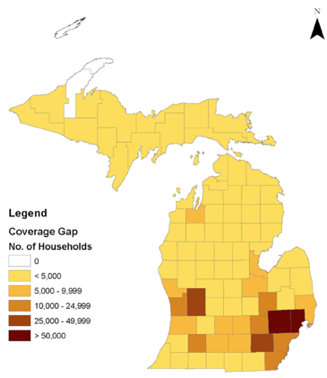 N
Legend
Coverage Gap
No. of Households
0
< 5,000
5,000 - 9,999
10,000 - 24,999
25,000 - 49,999
> 50,000